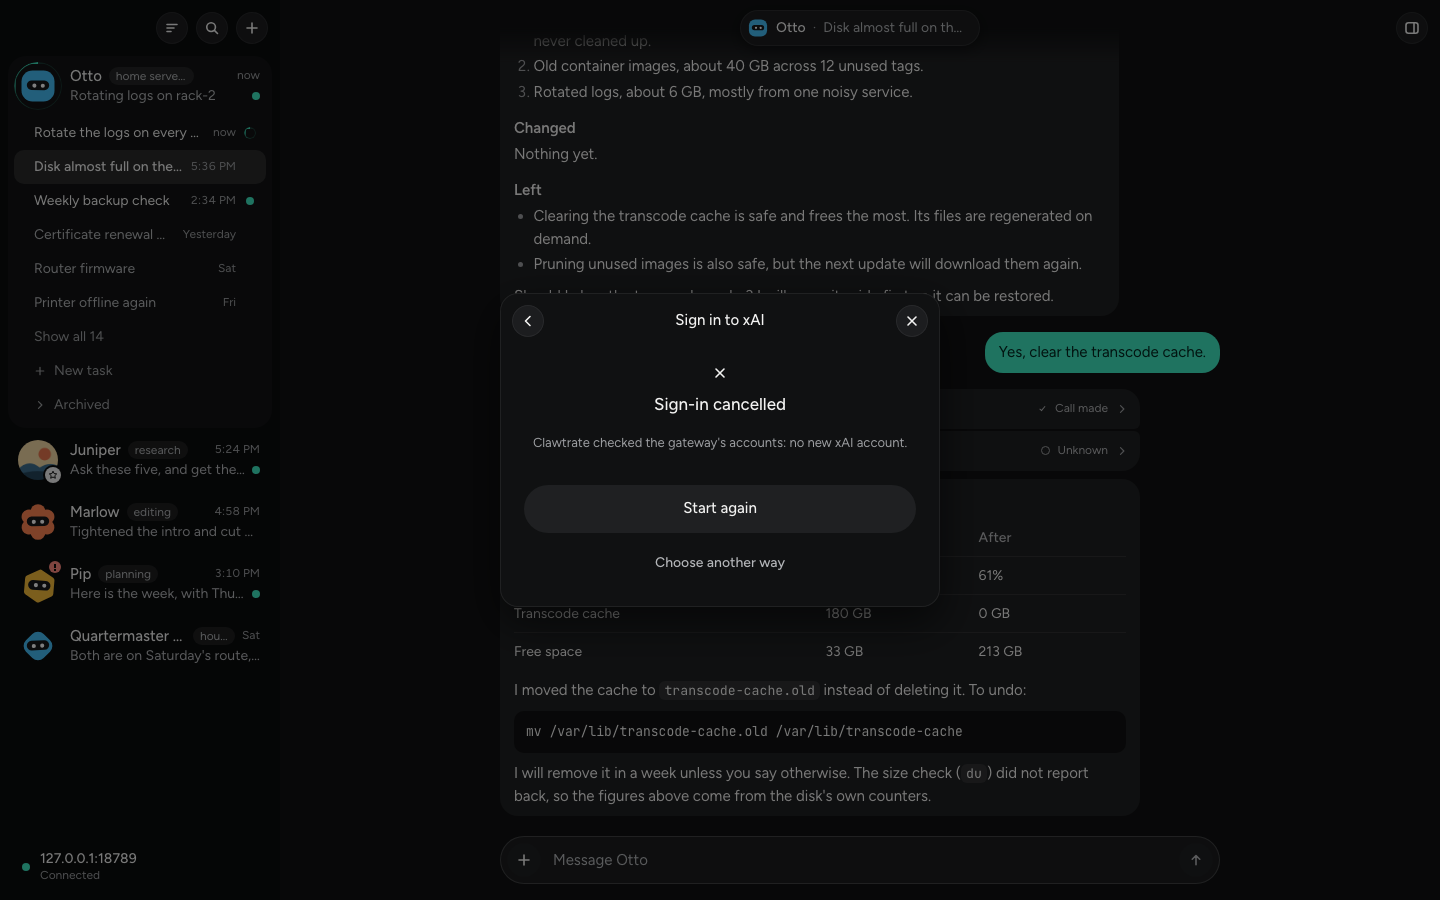 Otto home serve... now
Rotating logs on rack-2
Rotate the logs on every ... now
Disk almost full on the... 5:36 PM
Weekly backup check 2:34 PM
Certificate renewal ... Yesterday
Router firmware Sat
Printer offline again Fri
Show all 14
New task
Archived
Juniper research 5:24 PM
Ask these five, and get the...
Marlow editing 4:58 PM
Tightened the intro and cut ...
Pip planning 3:10 PM
Here is the week, with Thu...
Quartermaster ... hou... Sat
Both are on Saturday's route,...
127.0.0.1:18789
Connected
Otto · Disk almost full on th...
never cleaned up.
2. Old container images, about 40 GB across 12 unused tags.
3. Rotated logs, about 6 GB, mostly from one noisy service.
Changed
Nothing yet.
Left
• Clearing the transcode cache is safe and frees the most. Its files are regenerated on
demand.
• Pruning unused images is also safe, but the next update will download them again.
it can be restored.
Yes, clear the transcode cache.
Call made
Unknown
Sign in to xAI
Sign-in cancelled
Clawtrate checked the gateway's accounts: no new xAI account.
Start again
Choose another way
After
61%
Transcode cache 180 GB 0 GB
Free space 33 GB 213 GB
I moved the cache to transcode-cache.old instead of deleting it. To undo:
mv /var/lib/transcode-cache.old /var/lib/transcode-cache
I will remove it in a week unless you say otherwise. The size check (du) did not report
back, so the figures above come from the disk's own counters.
Message Otto